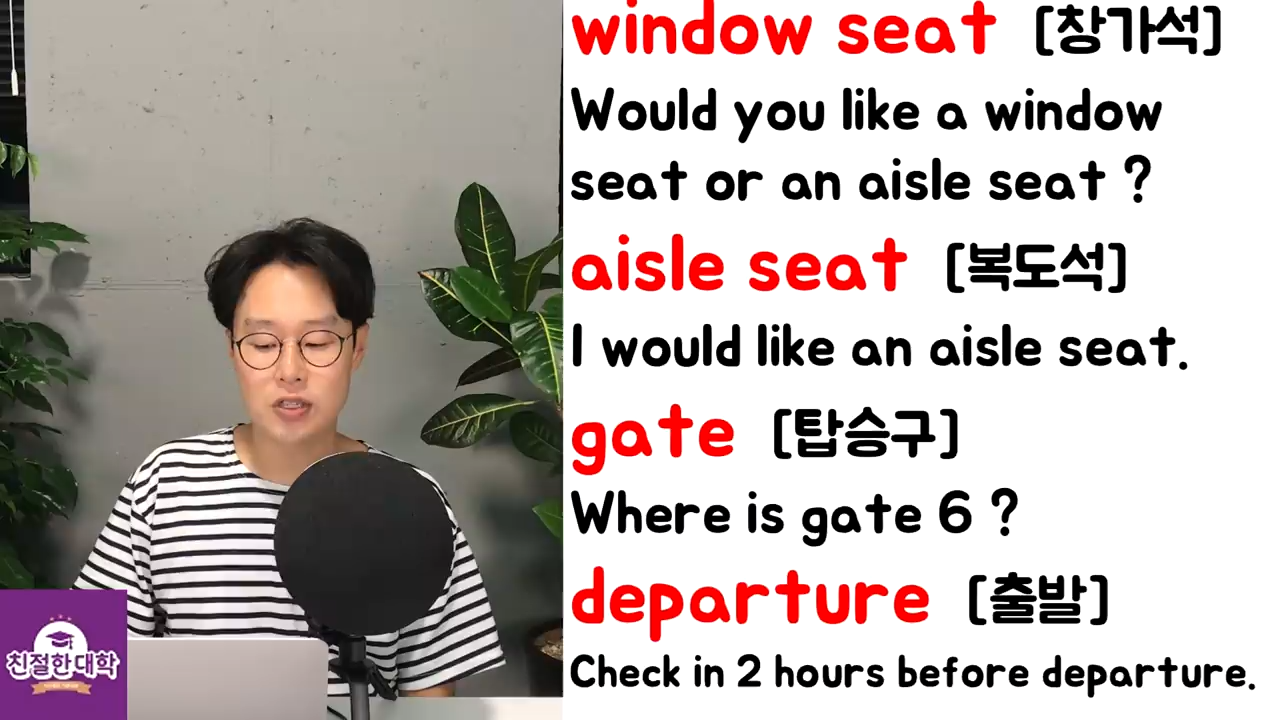 window seat [창가석]
Would you like a window
seat or an aisle seat ?
aisle seat [복도석]
I would like an aisle seat.
gate [탑승구]
Where is gate 6 ?
departure [출발]
Check in 2 hours before departure.
친절한대학